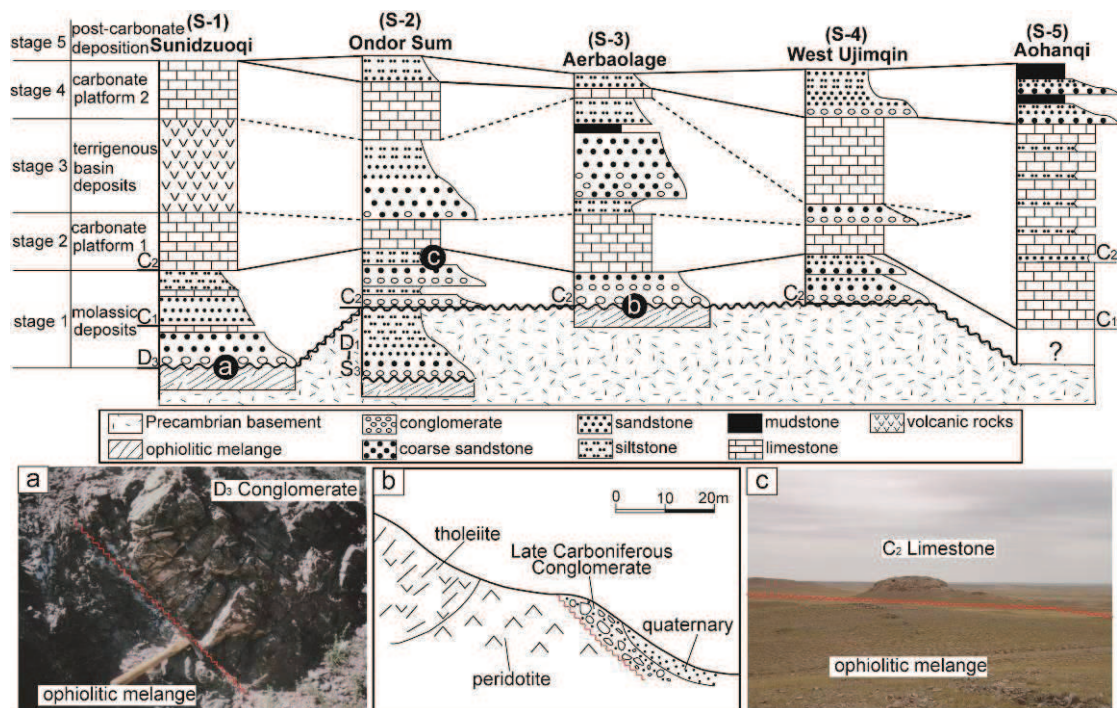 (S-1)
Sunidzuoqi
(S-2)
Ondor Sum
(S-3)
Aerbaolage
(S-4)
West Ujimqin
(S-5)
Aohanqi
stage 5
post-carbonate
deposition
stage 4
carbonate
platform 2
stage 3
terrigenous
basin
deposits
stage 2
carbonate
platform 1
stage 1
molassic
deposits
C2
C1
D3
C2
D1
S3
C2
C2
C1
?
a
b
c
Precambrian basement
conglomerate
sandstone
mudstone
volcanic rocks
ophiolitic melange
coarse sandstone
siltstone
limestone
a
D3 Conglomerate
ophiolitic melange
b
0 10 20m
tholeiite
Late Carboniferous
Conglomerate
quaternary
peridotite
c
C2 Limestone
ophiolitic melange